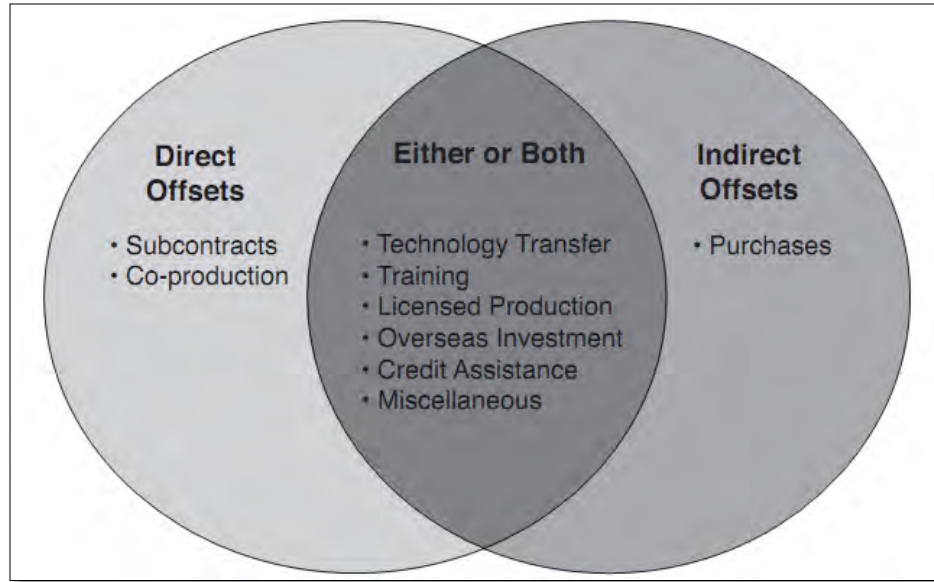 Direct
Offsets
• Subcontracts
• Co-production
Either or Both
• Technology Transfer
• Training
• Licensed Production
• Overseas Investment
• Credit Assistance
• Miscellaneous
Indirect
Offsets
• Purchases